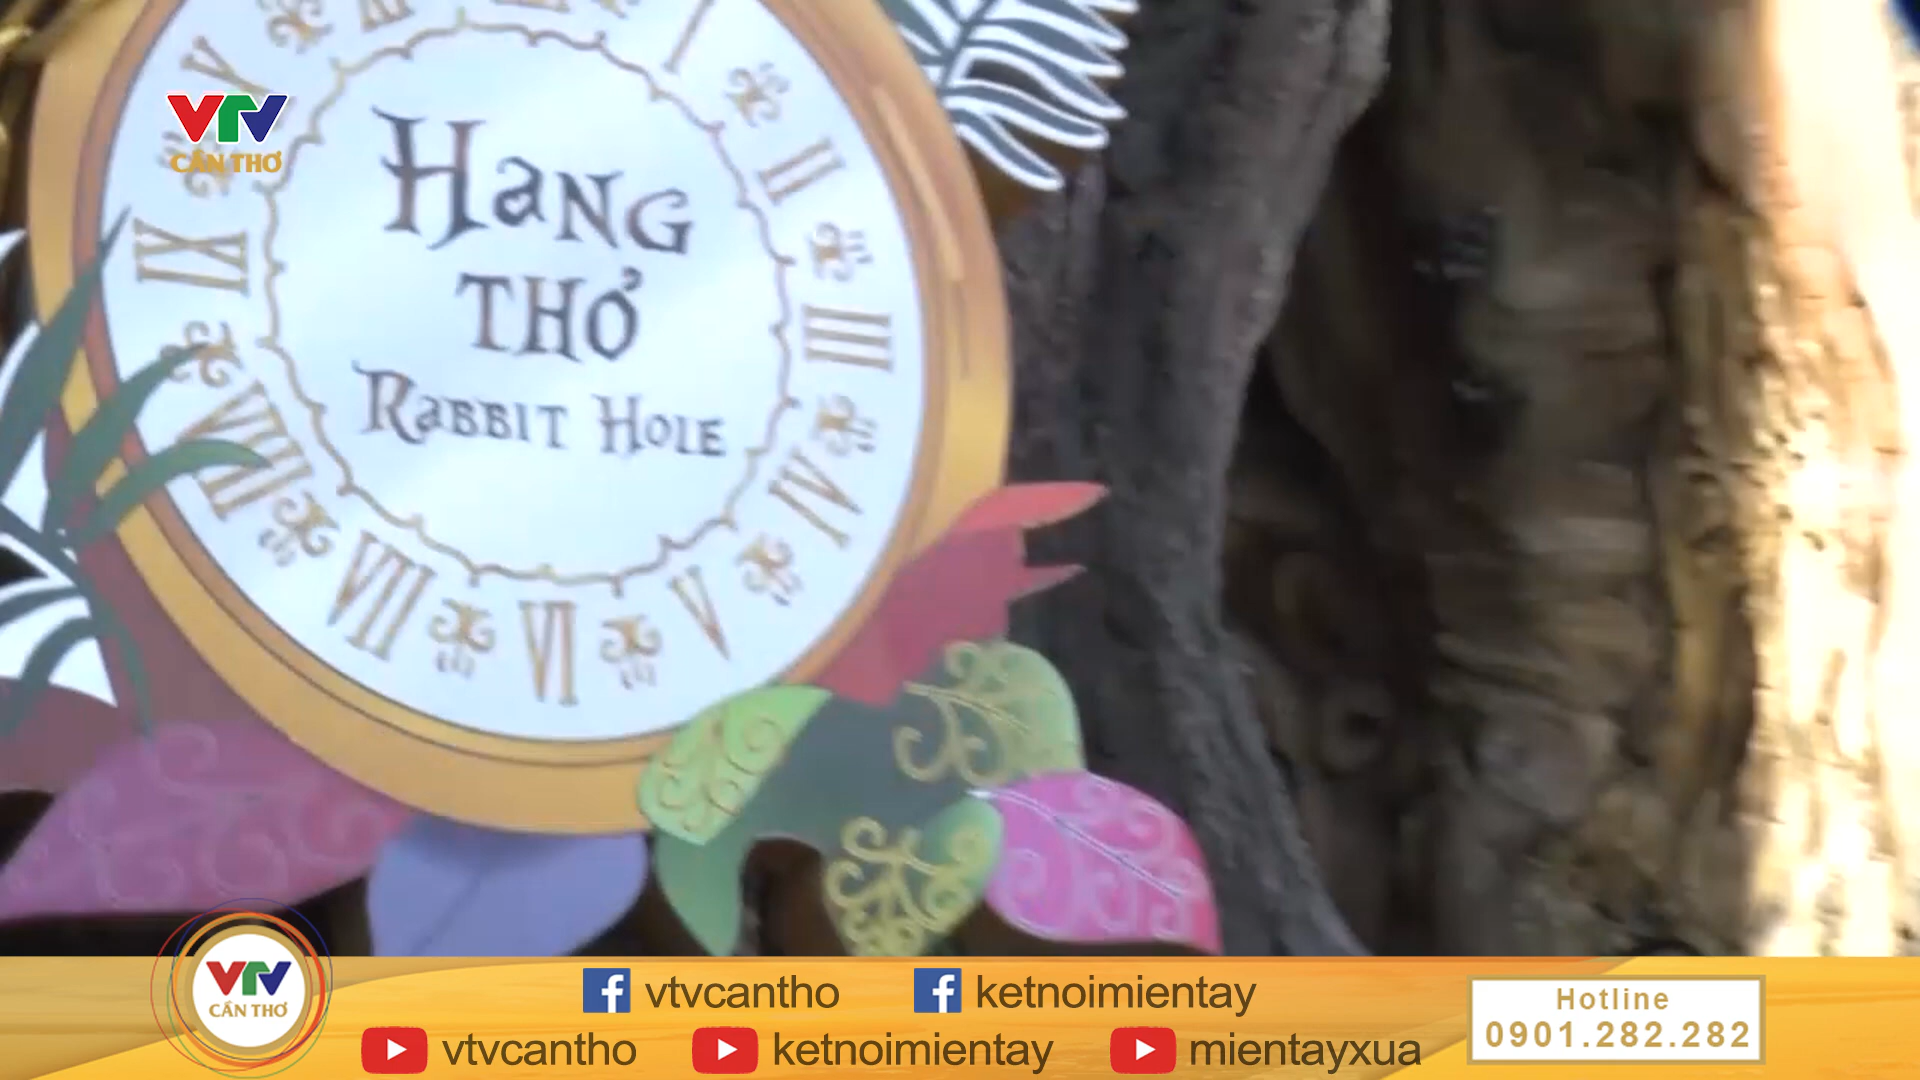 VTV
CẦN THƠ
HANG
THỎ
RABBIT HOLE
II
III
IV
V
VI
VII
VIII
IX
VTV
CẦN THƠ
vtvcantho
ketnoimientay
vtvcantho
ketnoimientay
mientayxua
Hotline
0901.282.282